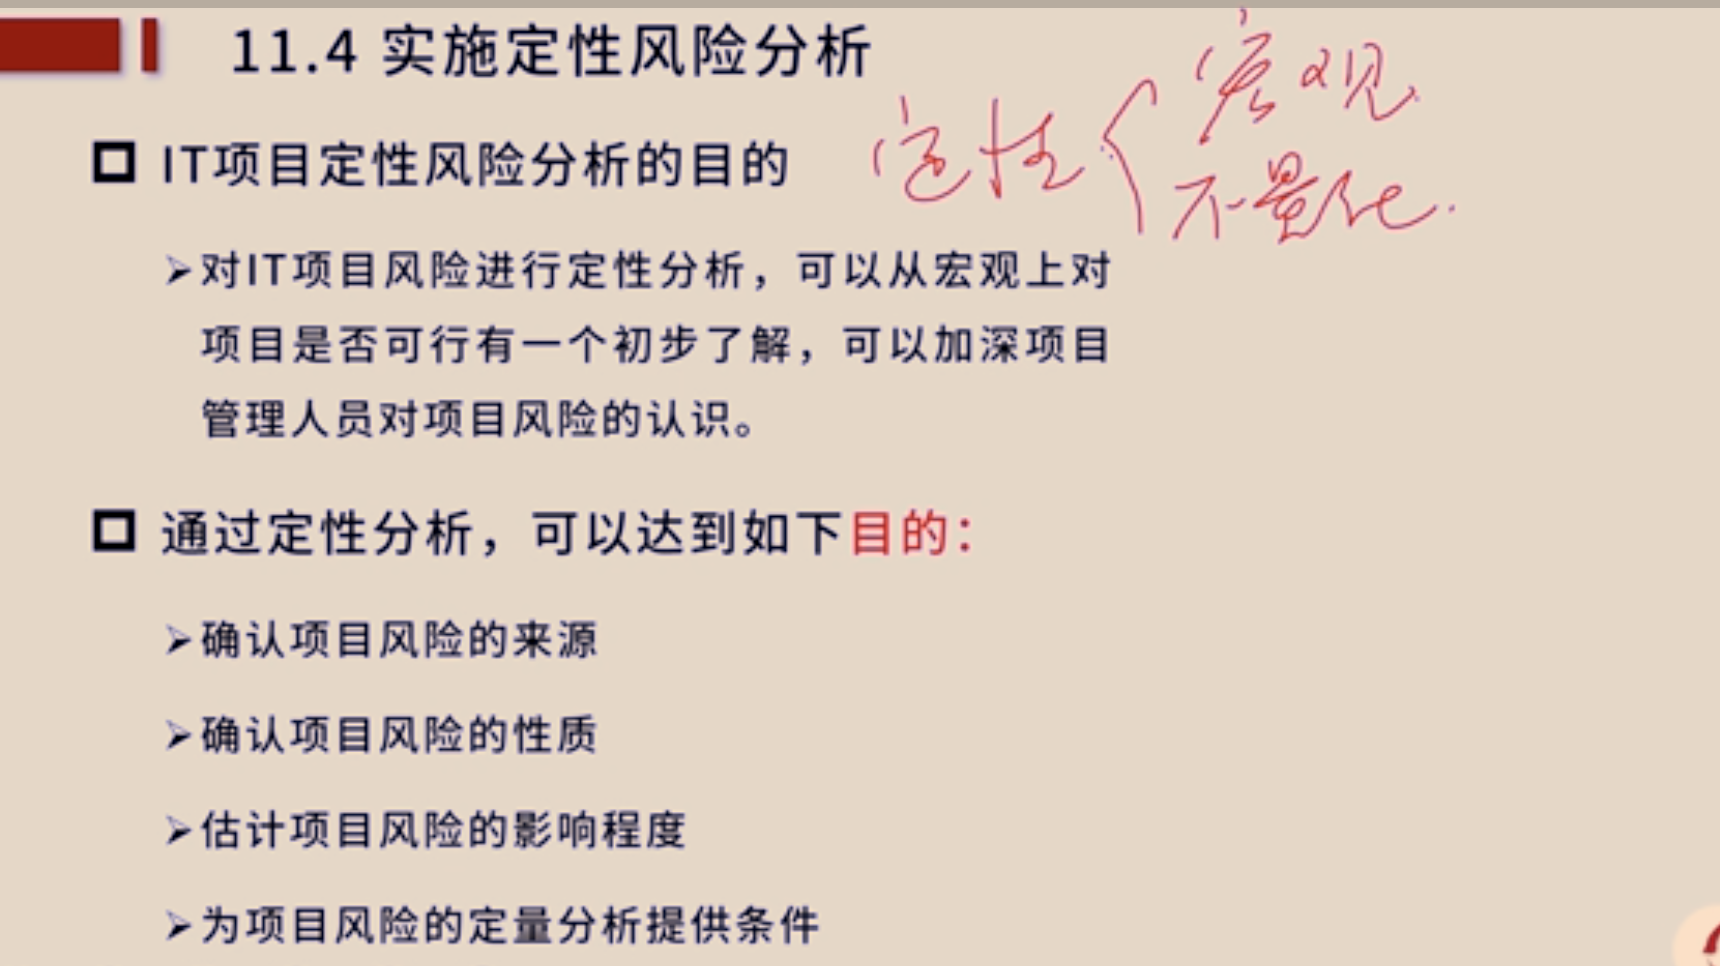 11.4 实施定性风险分析
定性
宏观
不量化.
IT项目定性风险分析的目的
对IT项目风险进行定性分析，可以从宏观上对
项目是否可行有一个初步了解，可以加深项目
管理人员对项目风险的认识。
通过定性分析，可以达到如下目的：
确认项目风险的来源
确认项目风险的性质
估计项目风险的影响程度
为项目风险的定量分析提供条件